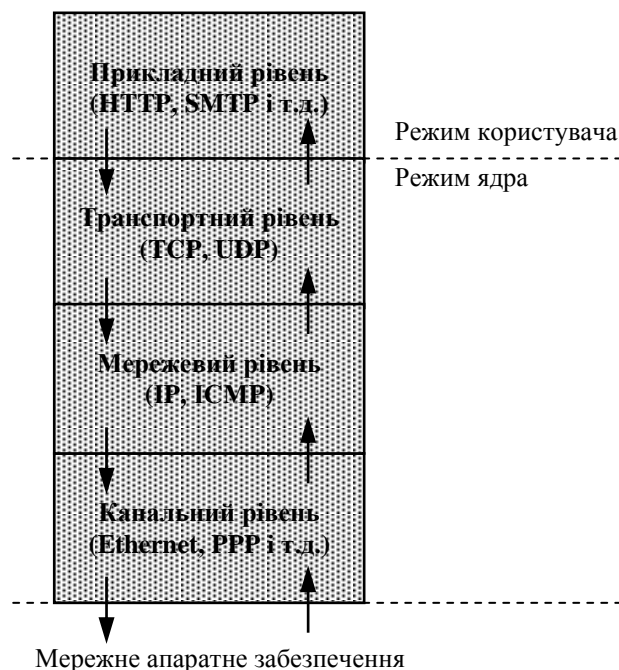 Прикладний рівень
(HTTP, SMTP і т.д.)
Режим користувача
Режим ядра
Транспортний рівень
(TCP, UDP)
Мережевий рівень
(IP, ICMP)
Канальний рівень
(Ethernet, PPP і т.д.)
Мережне апаратне забезпечення